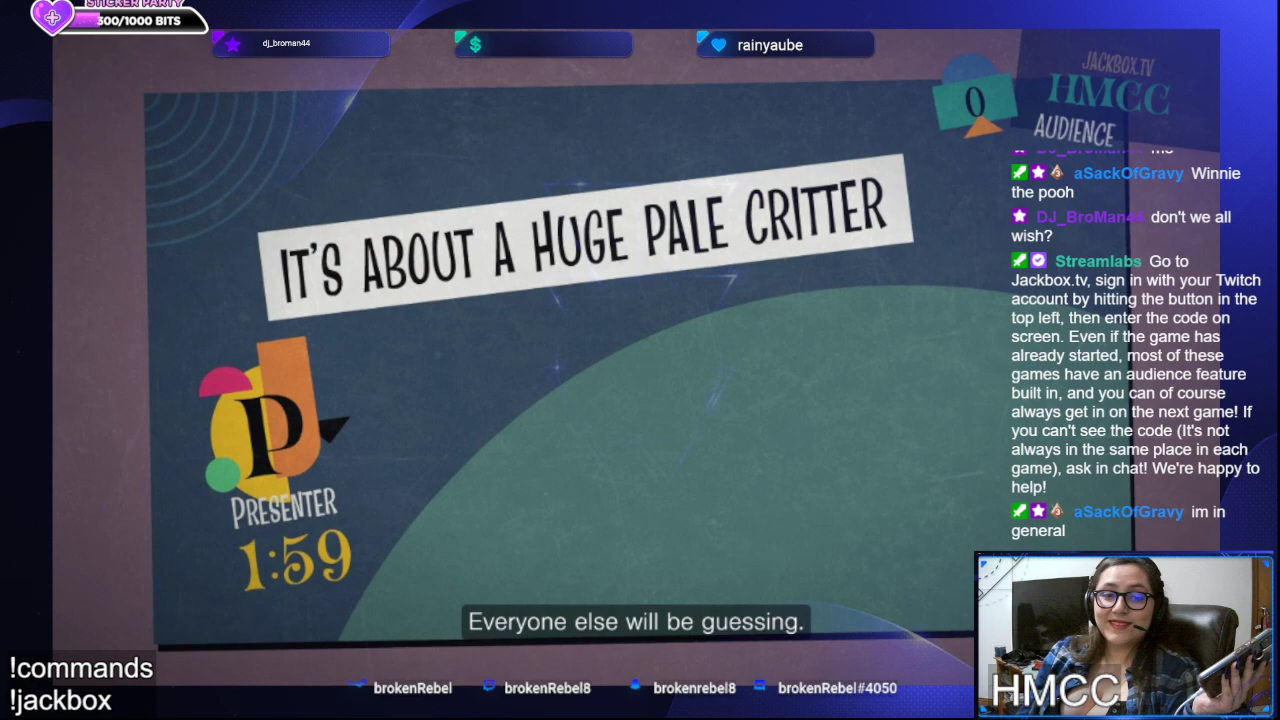 STICKER PARTY
300/1000 BITS
dj_broman44
$
rainyaube
0
JACKBOX.TV
HMCC
AUDIENCE
IT'S ABOUT A HUGE PALE CRITTER
P
PRESENTER
1:59
Everyone else will be guessing.
aSackOfGravy Winnie
the pooh
DJ_BroMan44 don't we all
wish?
Streamlabs Go to
Jackbox.tv, sign in with your Twitch
account by hitting the button in the
top left, then enter the code on
screen. Even if the game has
already started, most of these
games have an audience feature
built in, and you can of course
always get in on the next game! If
you can't see the code (It's not
always in the same place in each
game), ask in chat! We're happy to
help!
aSackOfGravy im in
general
!commands
!jackbox
brokenRebel
brokenRebel8
brokenrebel8
brokenRebel#4050
HMCC